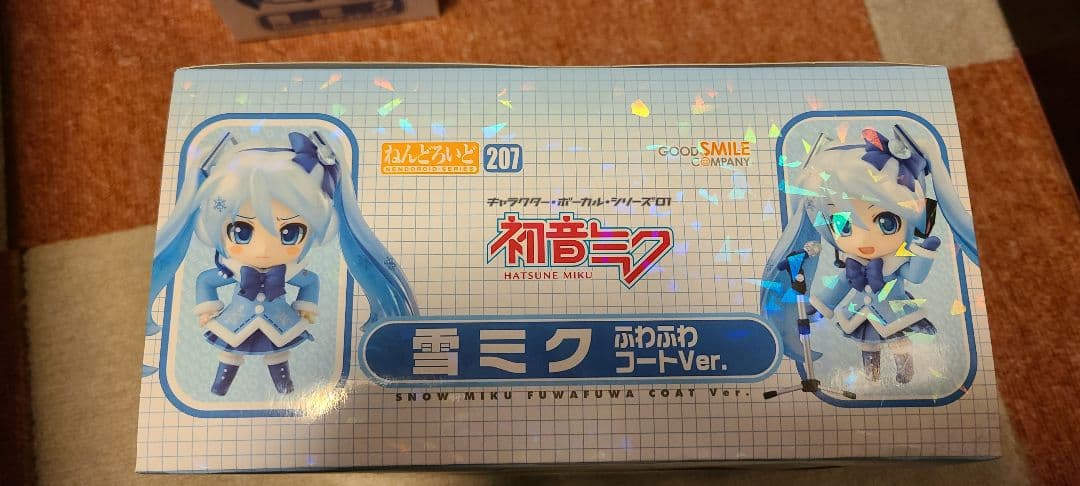 ねんどろいど 207
NENDOROID SERIES
GOOD SMILE
COMPANY
チャラクター・ボーカル・シリーズ01
初音ミク
HATSUNE MIKU
雪ミク ふわふわ
コートVer.
SNOW MIKU FUWAFUWA COAT Ver.